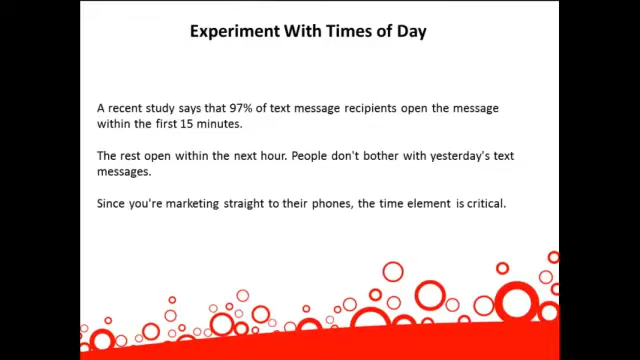 Experiment With Times of Day
A recent study says that 97% of text message recipients open the message
within the first 15 minutes.
The rest open within the next hour. People don't bother with yesterday's text
messages.
Since you're marketing straight to their phones, the time element is critical.